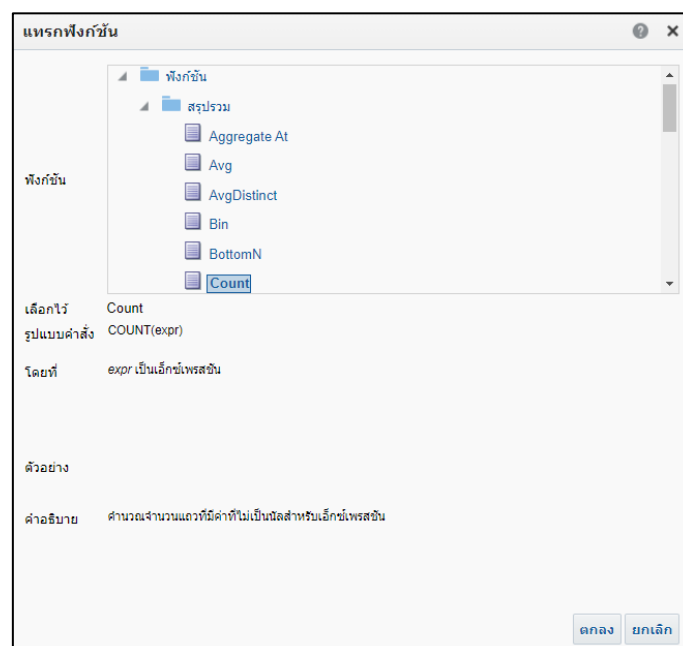 แทรกฟังก์ชัน
ฟังก์ชัน
ฟังก์ชัน
สรุปรวม
Aggregate At
Avg
AvgDistinct
Bin
BottomN
Count
เลือกไว้ Count
รูปแบบคำสั่ง COUNT(expr)
โดยที่ expr เป็นเอ็กซ์เพรสชัน
ตัวอย่าง
คำอธิบาย คำนวณจำนวนแถวที่มีค่าที่ไม่เป็นนัลสำหรับเอ็กซ์เพรสชัน
ตกลง ยกเลิก